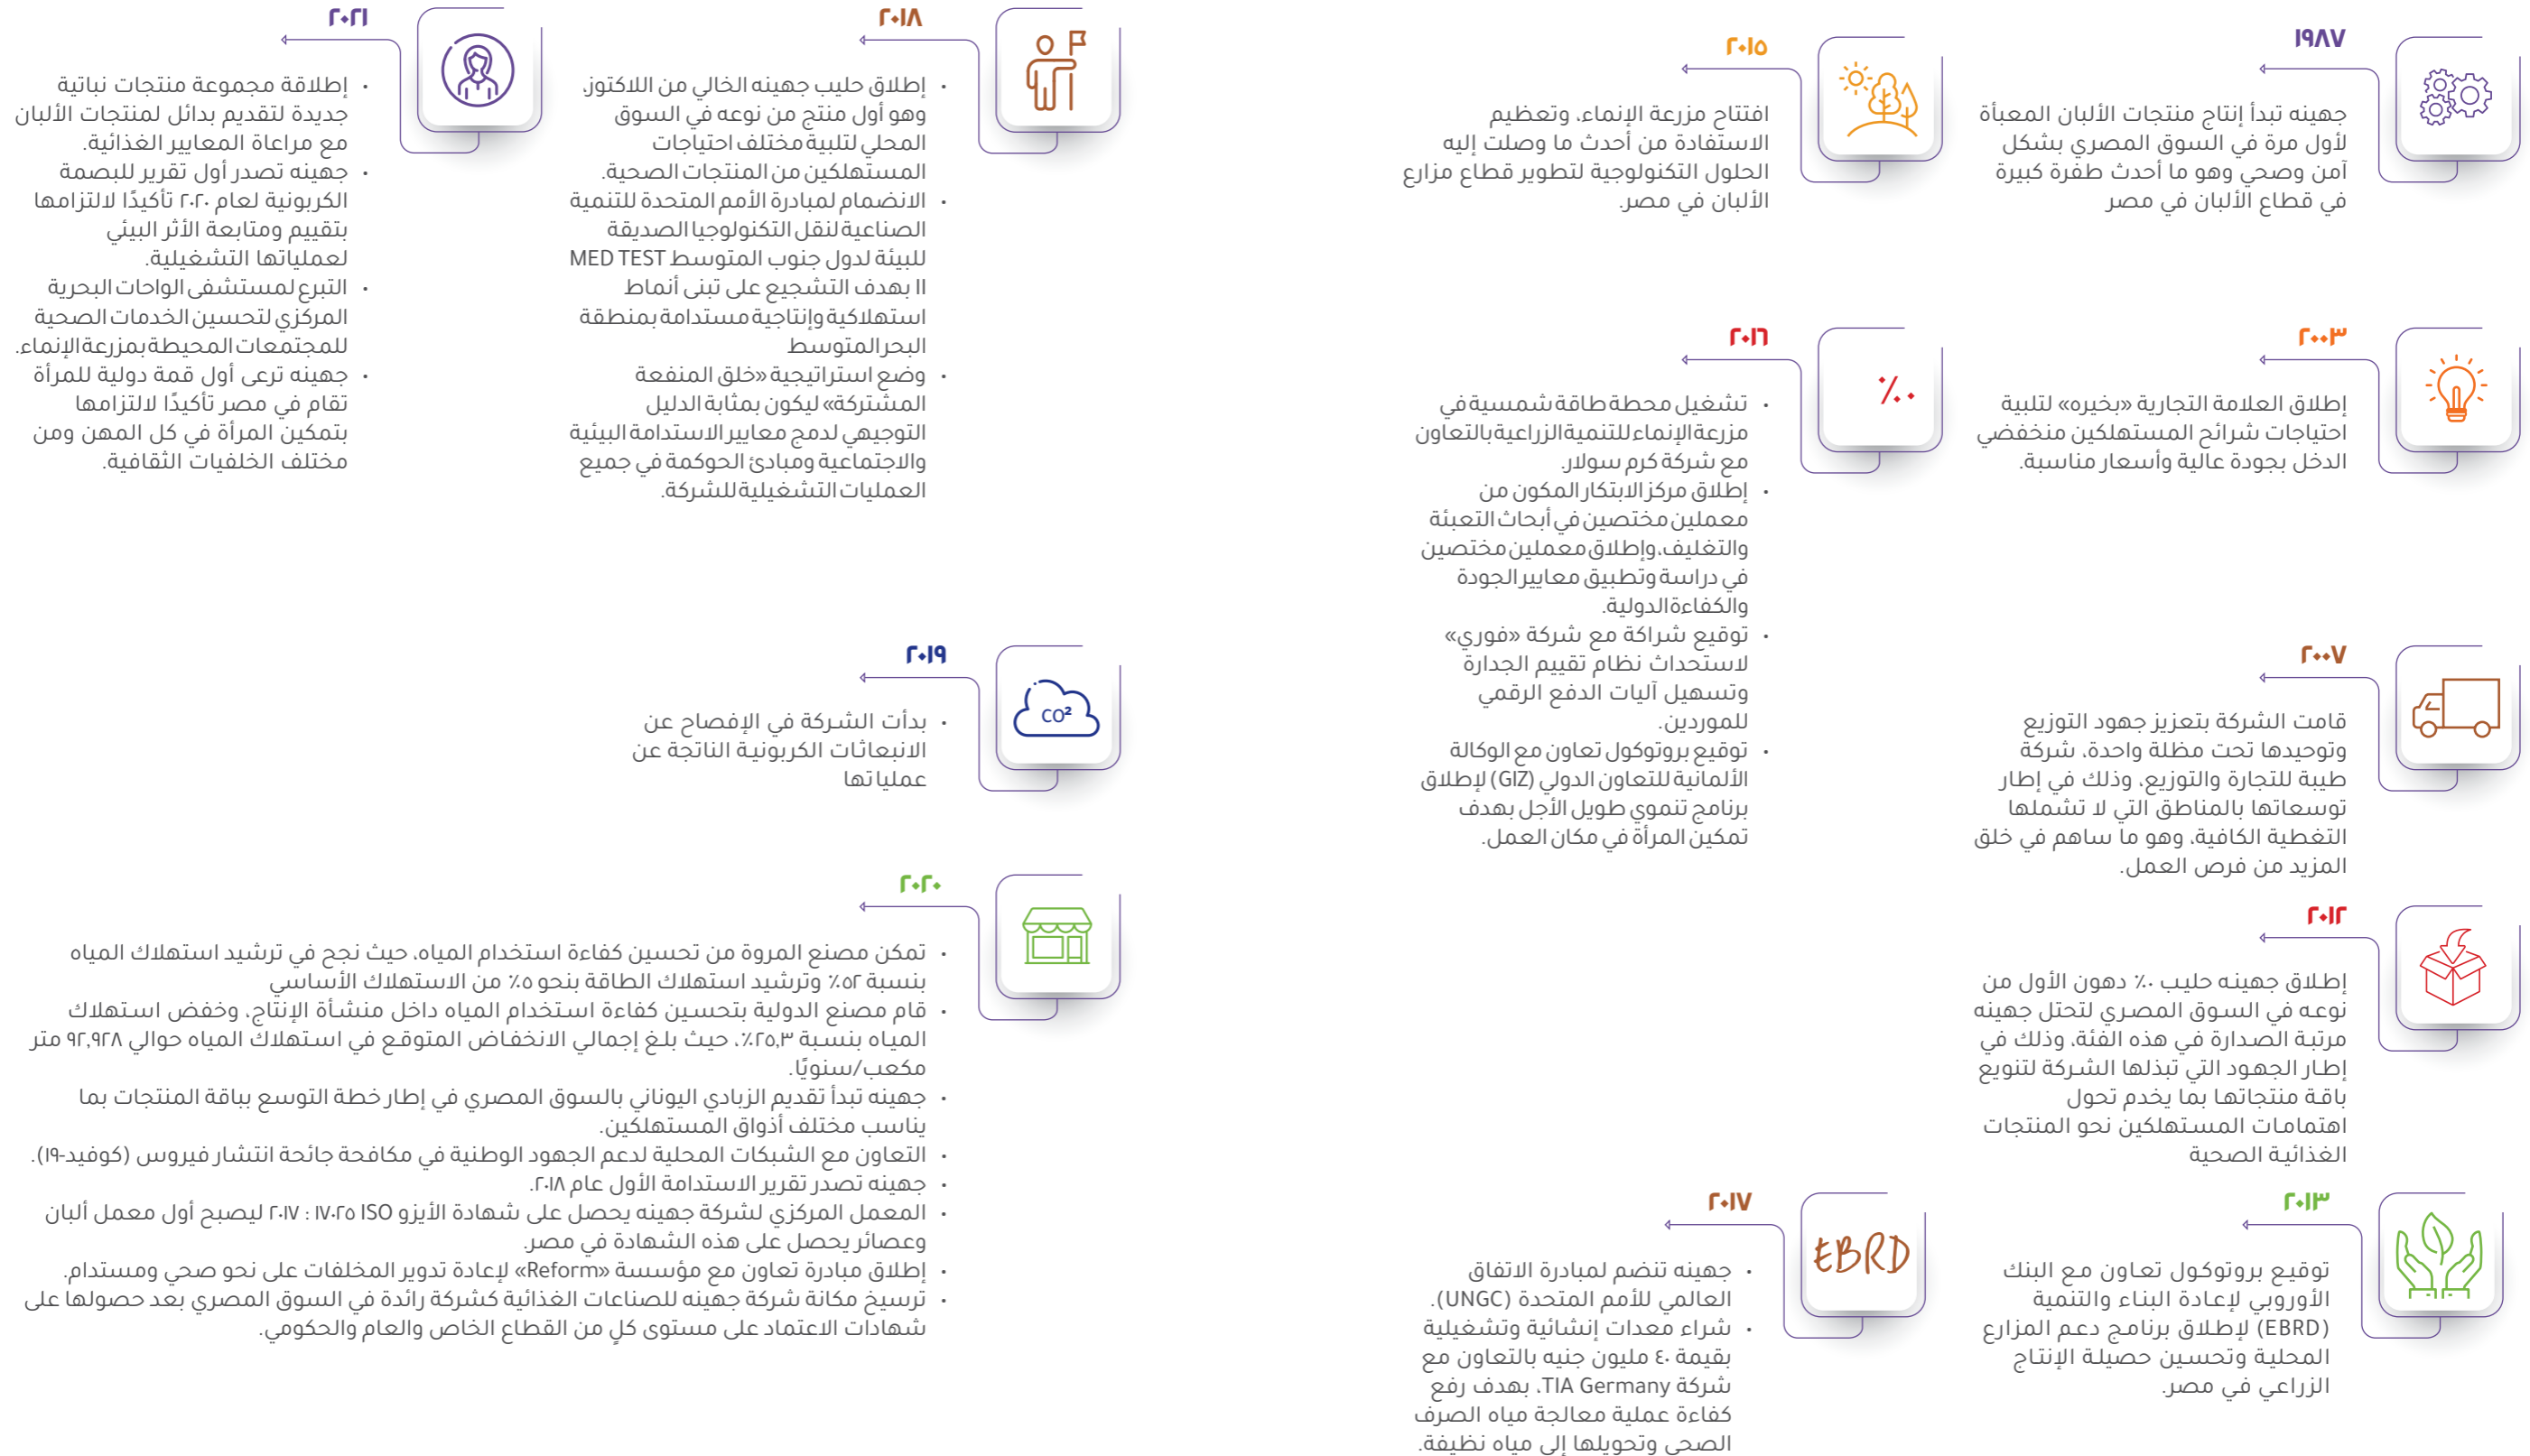 ١٩٨٧
جهينه تبدأ إنتاج منتجات الألبان المعبأة
لأول مرة في السوق المصري بشكل
آمن وصحي وهو ما أحدث طفرة كبيرة
في قطاع الألبان في مصر
٢٠٠٣
إطلاق العلامة التجارية «بخيره» لتلبية
احتياجات شرائح المستهلكين منخفضي
الدخل بجودة عالية وأسعار مناسبة.
٢٠٠٧
قامت الشركة بتعزيز جهود التوزيع
وتوحيدها تحت مظلة واحدة، شركة
طيبة للتجارة والتوزيع، وذلك في إطار
توسعاتها بالمناطق التي لا تشملها
التغطية الكافية، وهو ما ساهم في خلق
المزيد من فرص العمل.
٢٠١٢
إطلاق جهينه حليب ٠٪ دهون الأول من
نوعه في السوق المصري لتحتل جهينه
مرتبة الصدارة في هذه الفئة، وذلك في
إطار الجهود التي تبذلها الشركة لتنويع
باقة منتجاتها بما يخدم تحول
اهتمامات المستهلكين نحو المنتجات
الغذائية الصحية
٢٠١٣
توقيع بروتوكول تعاون مع البنك
الأوروبي لإعادة البناء والتنمية
(EBRD) لإطلاق برنامج دعم المزارع
المحلية وتحسين حصيلة الإنتاج
الزراعي في مصر.
٢٠١٥
افتتاح مزرعة الإنماء، وتعظيم
الاستفادة من أحدث ما وصلت إليه
الحلول التكنولوجية لتطوير قطاع مزارع
الألبان في مصر.
٢٠١٦
٠٪
• تشغيل محطة طاقة شمسية في
مزرعة الإنماء للتنمية الزراعية بالتعاون
مع شركة كرم سولار.
• إطلاق مركز الابتكار المكون من
معملين مختصين في أبحاث التعبئة
والتغليف، وإطلاق معملين مختصين
في دراسة وتطبيق معايير الجودة
والكفاءة الدولية.
• توقيع شراكة مع شركة «فوري»
لاستحداث نظام تقييم الجدارة
وتسهيل آليات الدفع الرقمي
للموردين.
• توقيع بروتوكول تعاون مع الوكالة
الألمانية للتعاون الدولي (GIZ) لإطلاق
برنامج تنموي طويل الأجل بهدف
تمكين المرأة في مكان العمل.
٢٠١٧
EBRD
• جهينه تنضم لمبادرة الاتفاق
العالمي للأمم المتحدة (UNGC).
• شراء معدات إنشائية وتشغيلية
بقيمة ٤٠ مليون جنيه بالتعاون مع
شركة TIA Germany، بهدف رفع
كفاءة عملية معالجة مياه الصرف
الصحي وتحويلها إلى مياه نظيفة.
٢٠١٨
• إطلاق حليب جهينه الخالي من اللاكتوز،
وهو أول منتج من نوعه في السوق
المحلي لتلبية مختلف احتياجات
المستهلكين من المنتجات الصحية.
• الانضمام لمبادرة الأمم المتحدة للتنمية
الصناعية لنقل التكنولوجيا الصديقة
للبيئة لدول جنوب المتوسط MED TEST
II بهدف التشجيع على تبنى أنماط
استهلاكية وإنتاجية مستدامة بمنطقة
البحر المتوسط
• وضع استراتيجية «خلق المنفعة
المشتركة» ليكون بمثابة الدليل
التوجيهي لدمج معايير الاستدامة البيئية
والاجتماعية ومبادئ الحوكمة في جميع
العمليات التشغيلية للشركة.
٢٠١٩
CO²
• بدأت الشركة في الإفصاح عن
الانبعاثات الكربونية الناتجة عن
عملياتها
٢٠٢٠
• تمكن مصنع المروة من تحسين كفاءة استخدام المياه، حيث نجح في ترشيد استهلاك المياه
بنسبة ٥٢٪ وترشيد استهلاك الطاقة بنحو ٥٪ من الاستهلاك الأساسي
• قام مصنع الدولية بتحسين كفاءة استخدام المياه داخل منشأة الإنتاج، وخفض استهلاك
المياه بنسبة ٢٥,٣٪، حيث بلغ إجمالي الانخفاض المتوقع في استهلاك المياه حوالي ٩٢,٩٢٨ متر
مكعب/سنويًا.
• جهينه تبدأ تقديم الزبادي اليوناني بالسوق المصري في إطار خطة التوسع بباقة المنتجات بما
يناسب مختلف أذواق المستهلكين.
• التعاون مع الشبكات المحلية لدعم الجهود الوطنية في مكافحة جائحة انتشار فيروس (كوفيد-١٩).
• جهينه تصدر تقرير الاستدامة الأول عام ٢٠١٨.
• المعمل المركزي لشركة جهينه يحصل على شهادة الأيزو ISO ١٧٠٢٥ : ٢٠١٧ ليصبح أول معمل ألبان
وعصائر يحصل على هذه الشهادة في مصر.
• إطلاق مبادرة تعاون مع مؤسسة «Reform» لإعادة تدوير المخلفات على نحو صحي ومستدام.
• ترسيخ مكانة شركة جهينه للصناعات الغذائية كشركة رائدة في السوق المصري بعد حصولها على
شهادات الاعتماد على مستوى كلٍ من القطاع الخاص والعام والحكومي.
٢٠٢١
• إطلاقة مجموعة منتجات نباتية
جديدة لتقديم بدائل لمنتجات الألبان
مع مراعاة المعايير الغذائية.
• جهينه تصدر أول تقرير للبصمة
الكربونية لعام ٢٠٢٠ تأكيدًا لالتزامها
بتقييم ومتابعة الأثر البيئي
لعملياتها التشغيلية.
• التبرع لمستشفى الواحات البحرية
المركزي لتحسين الخدمات الصحية
للمجتمعات المحيطة بمزرعة الإنماء.
• جهينه ترعى أول قمة دولية للمرأة
تقام في مصر تأكيدًا لالتزامها
بتمكين المرأة في كل المهن ومن
مختلف الخلفيات الثقافية.